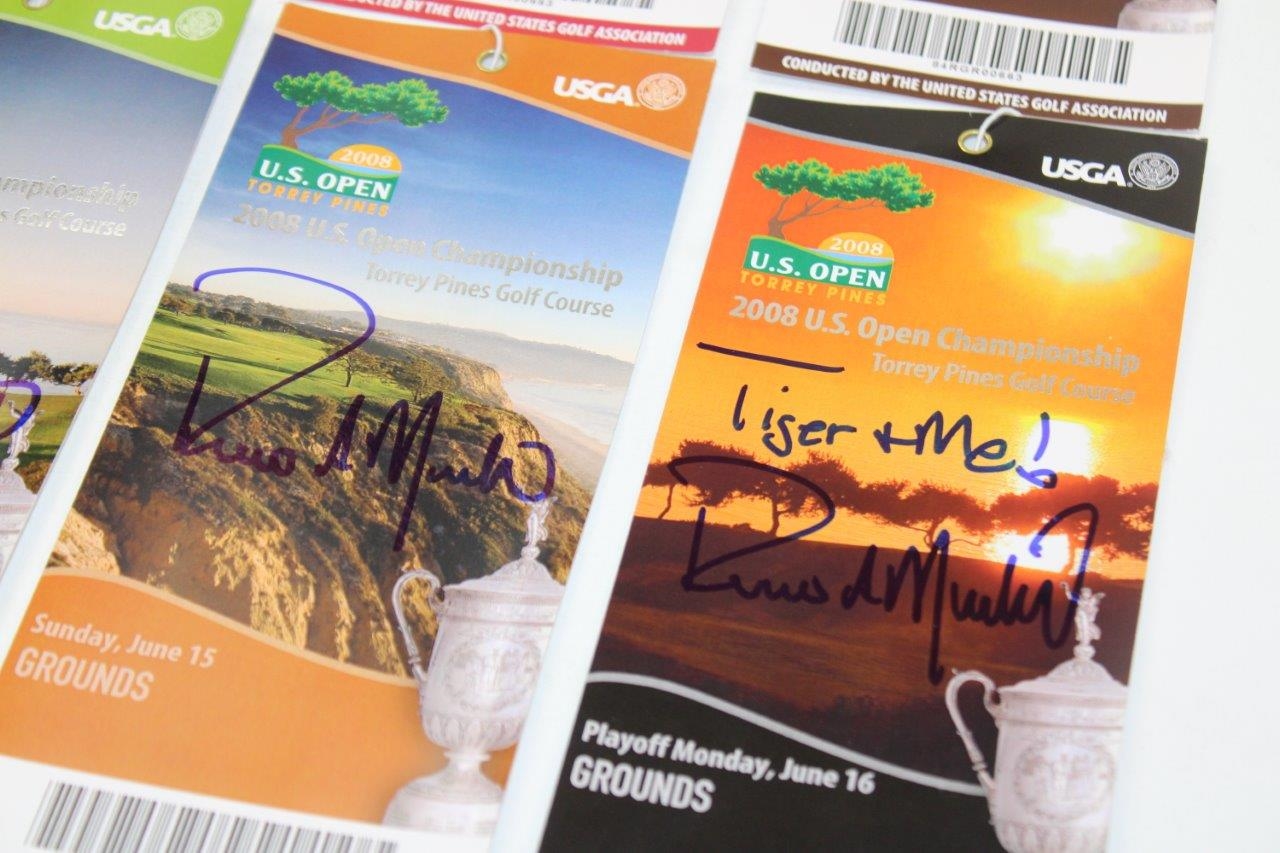 USGA
ampionship
s Golf Course
CONDUCTED BY THE UNITED STATES GOLF ASSOCIATION
USGA
2008
U.S. OPEN
TORREY PINES
2008 U.S. Open Championship
Torrey Pines Golf Course
Sunday, June 15
GROUNDS
84RGR00663
CONDUCTED BY THE UNITED STATES GOLF ASSOCIATION
USGA
2008
U.S. OPEN
TORREY PINES
2008 U.S. Open Championship
Torrey Pines Golf Course
Tiger + Me!
Playoff Monday, June 16
GROUNDS